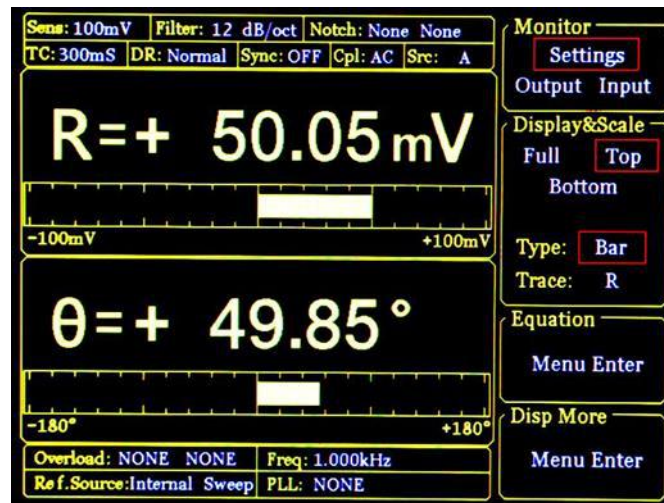 Sens: 100mV Filter: 12 dB/oct Notch: None None
TC: 300mS DR: Normal Sync: OFF Cpl: AC Src: A
R=+ 50.05 mV
-100mV +100mV
θ=+ 49.85°
-180° +180°
Overload: NONE NONE Freq: 1.000kHz
Ref.Source:Internal Sweep PLL: NONE
Monitor
Settings
Output Input
Display&Scale
Full Top
Bottom
Type: Bar
Trace: R
Equation
Menu Enter
Disp More
Menu Enter